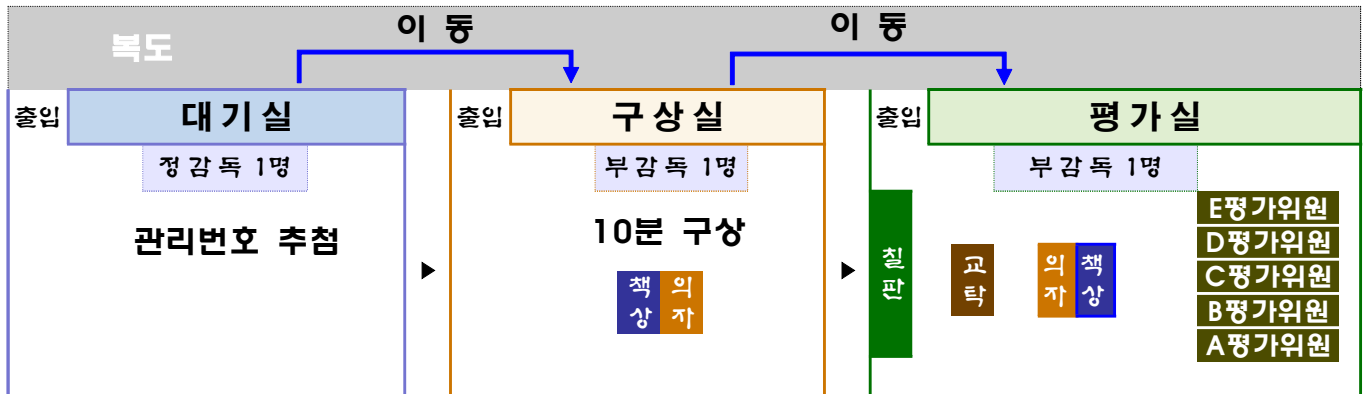 이 동
이 동
복도
출입
대 기 실
정감독 1명
관리번호 추첨
▶
출입
구 상 실
부감독 1명
10분 구상
책상
의자
▶
출입
평 가 실
부감독 1명
칠판
교탁
의자
책상
E평가위원
D평가위원
C평가위원
B평가위원
A평가위원